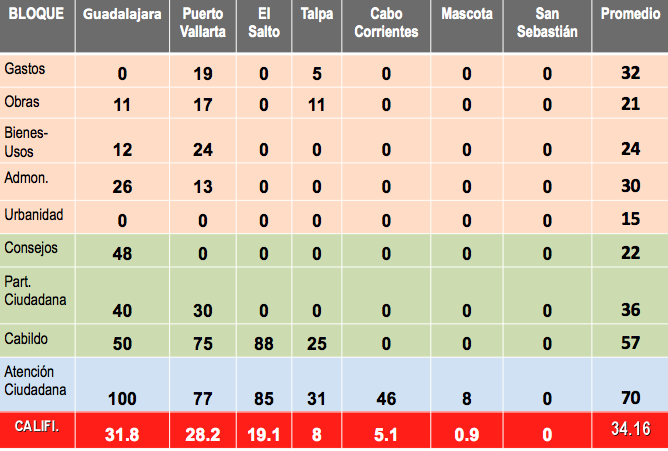 BLOQUE Guadalajara Puerto Vallarta El Salto Talpa Cabo Corrientes Mascota San Sebastián Promedio
Gastos 0 19 0 5 0 0 0 32
Obras 11 17 0 11 0 0 0 21
Bienes-Usos 12 24 0 0 0 0 0 24
Admon. 26 13 0 0 0 0 0 30
Urbanidad 0 0 0 0 0 0 0 15
Consejos 48 0 0 0 0 0 0 22
Part. Ciudadana 40 30 0 0 0 0 0 36
Cabildo 50 75 88 25 0 0 0 57
Atención Ciudadana 100 77 85 31 46 8 0 70
CALIFI. 31.8 28.2 19.1 8 5.1 0.9 0 34.16